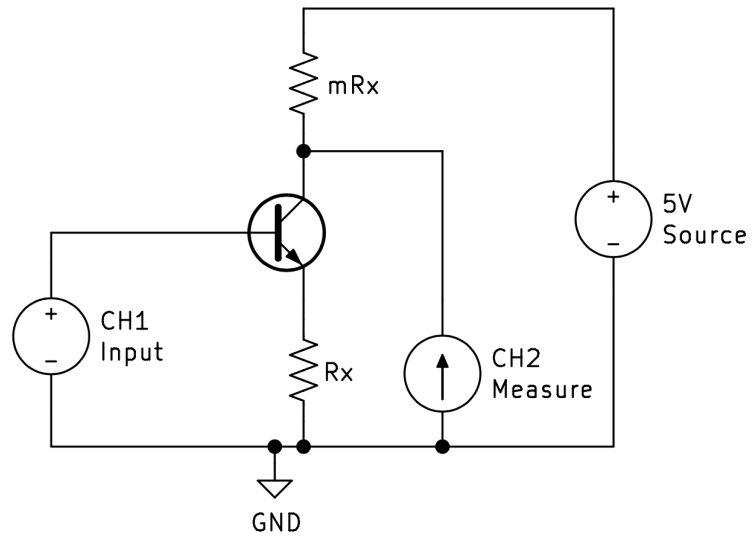 mRx
+
-
5V
Source
+
-
CH1
Input
Rx
CH2
Measure
GND